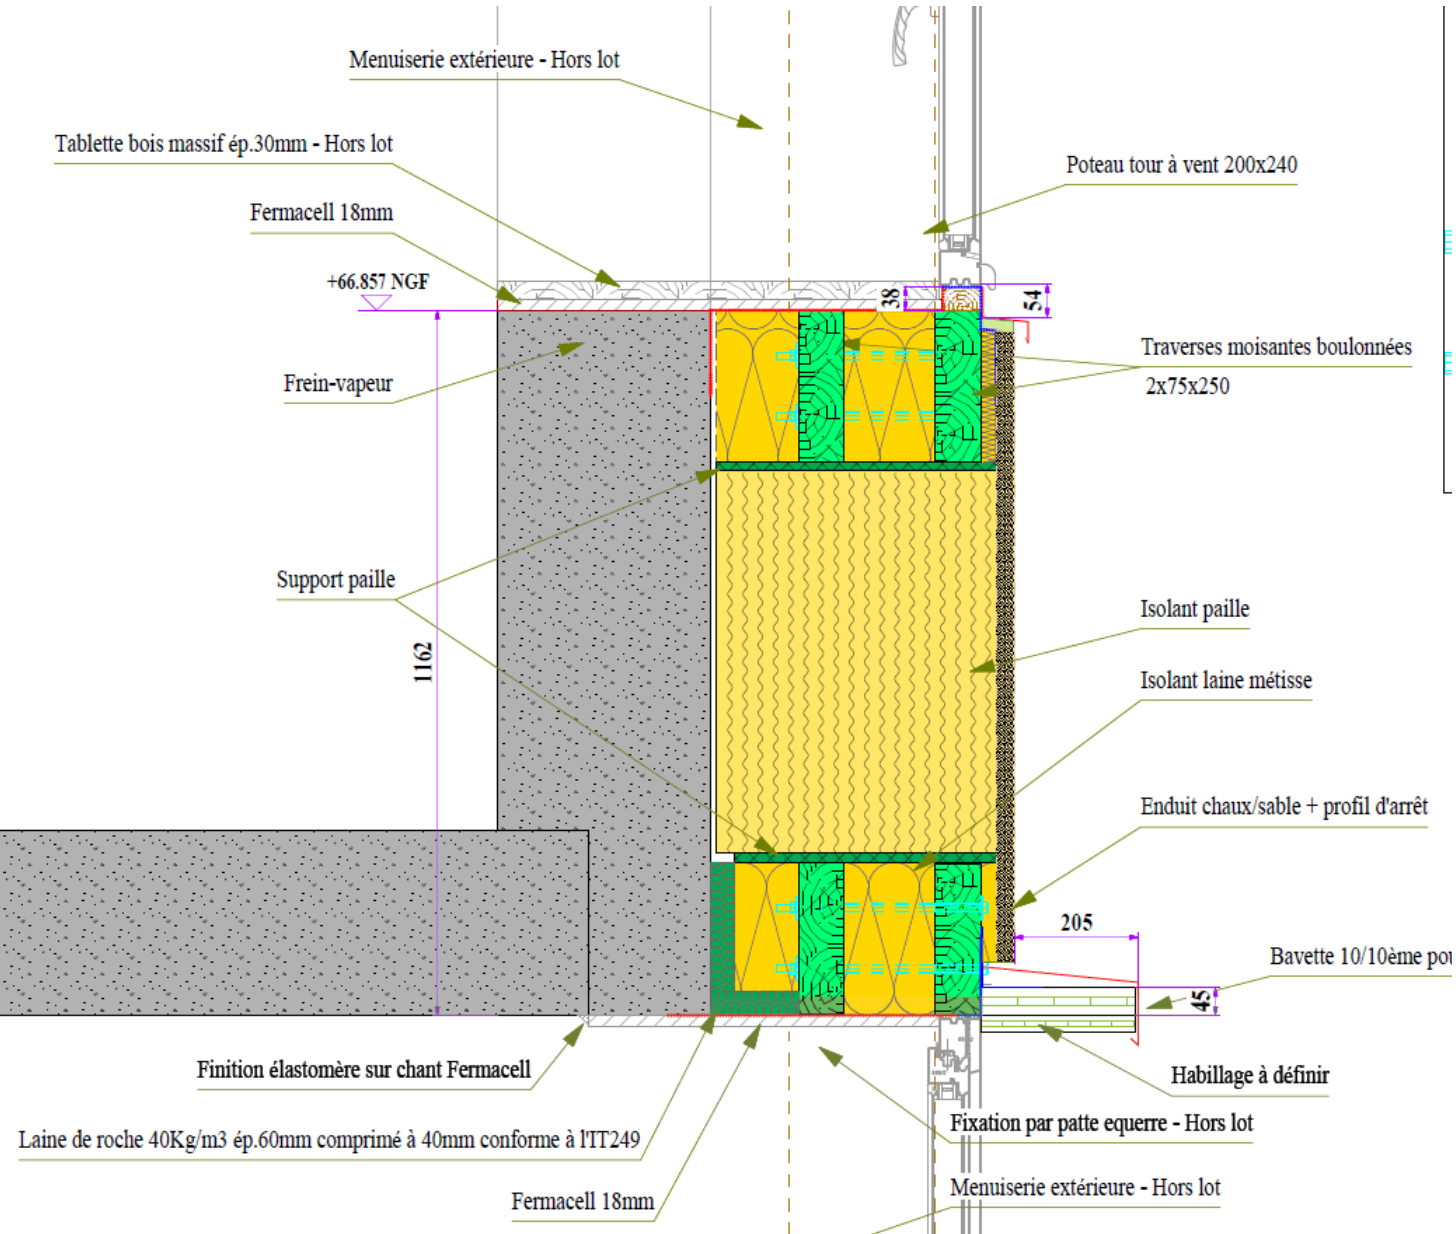 Menuiserie extérieure - Hors lot
Tablette bois massif ép.30mm - Hors lot
Poteau tour à vent 200x240
Fermacell 18mm
+66.857 NGF
38
54
Traverses moisantes boulonnées
2x75x250
Frein-vapeur
Support paille
Isolant paille
1162
Isolant laine métisse
Enduit chaux/sable + profil d'arrêt
205
Bavette 10/10ème pou
45
Finition élastomère sur chant Fermacell
Habillage à définir
Laine de roche 40Kg/m3 ép.60mm comprimé à 40mm conforme à l'IT249
Fixation par patte equerre - Hors lot
Fermacell 18mm
Menuiserie extérieure - Hors lot